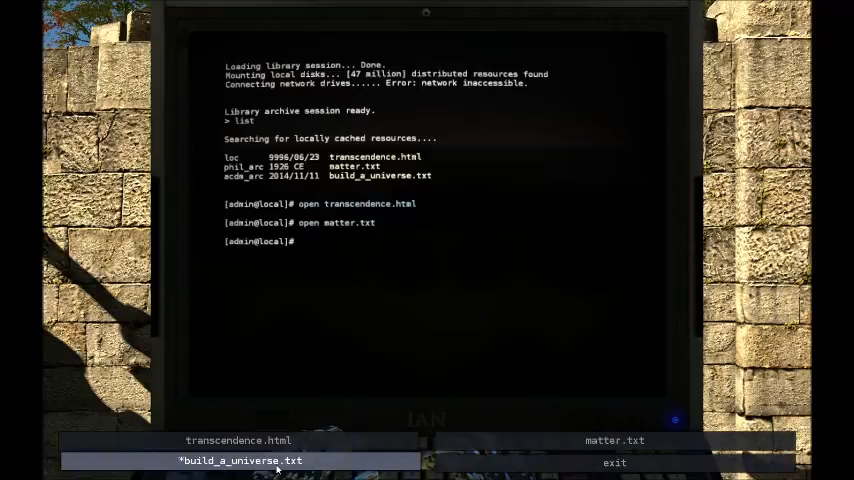 Loading library session... Done.
Mounting local disks... [47 million] distributed resources found
Connecting network drives...... Error: network inaccessible.
Library archive session ready.
> list
Searching for locally cached resources....
loc 9996/06/23 transcendence.html
phil_arc 1926 CE matter.txt
acdm_arc 2014/11/11 build_a_universe.txt
[admin@local]# open transcendence.html
[admin@local]# open matter.txt
[admin@local]#
IAN
transcendence.html
matter.txt
*build_a_universe.txt
exit